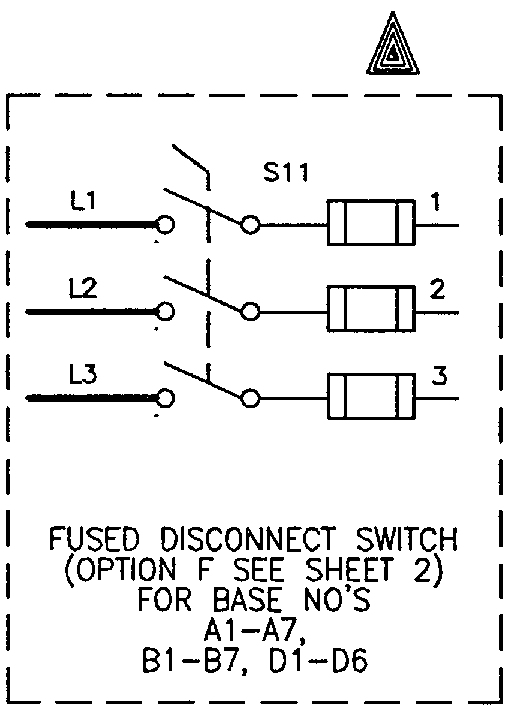 S11
L1 1
L2 2
L3 3
FUSED DISCONNECT SWITCH
(OPTION F SEE SHEET 2)
FOR BASE NO'S
A1-A7,
B1-B7, D1-D6